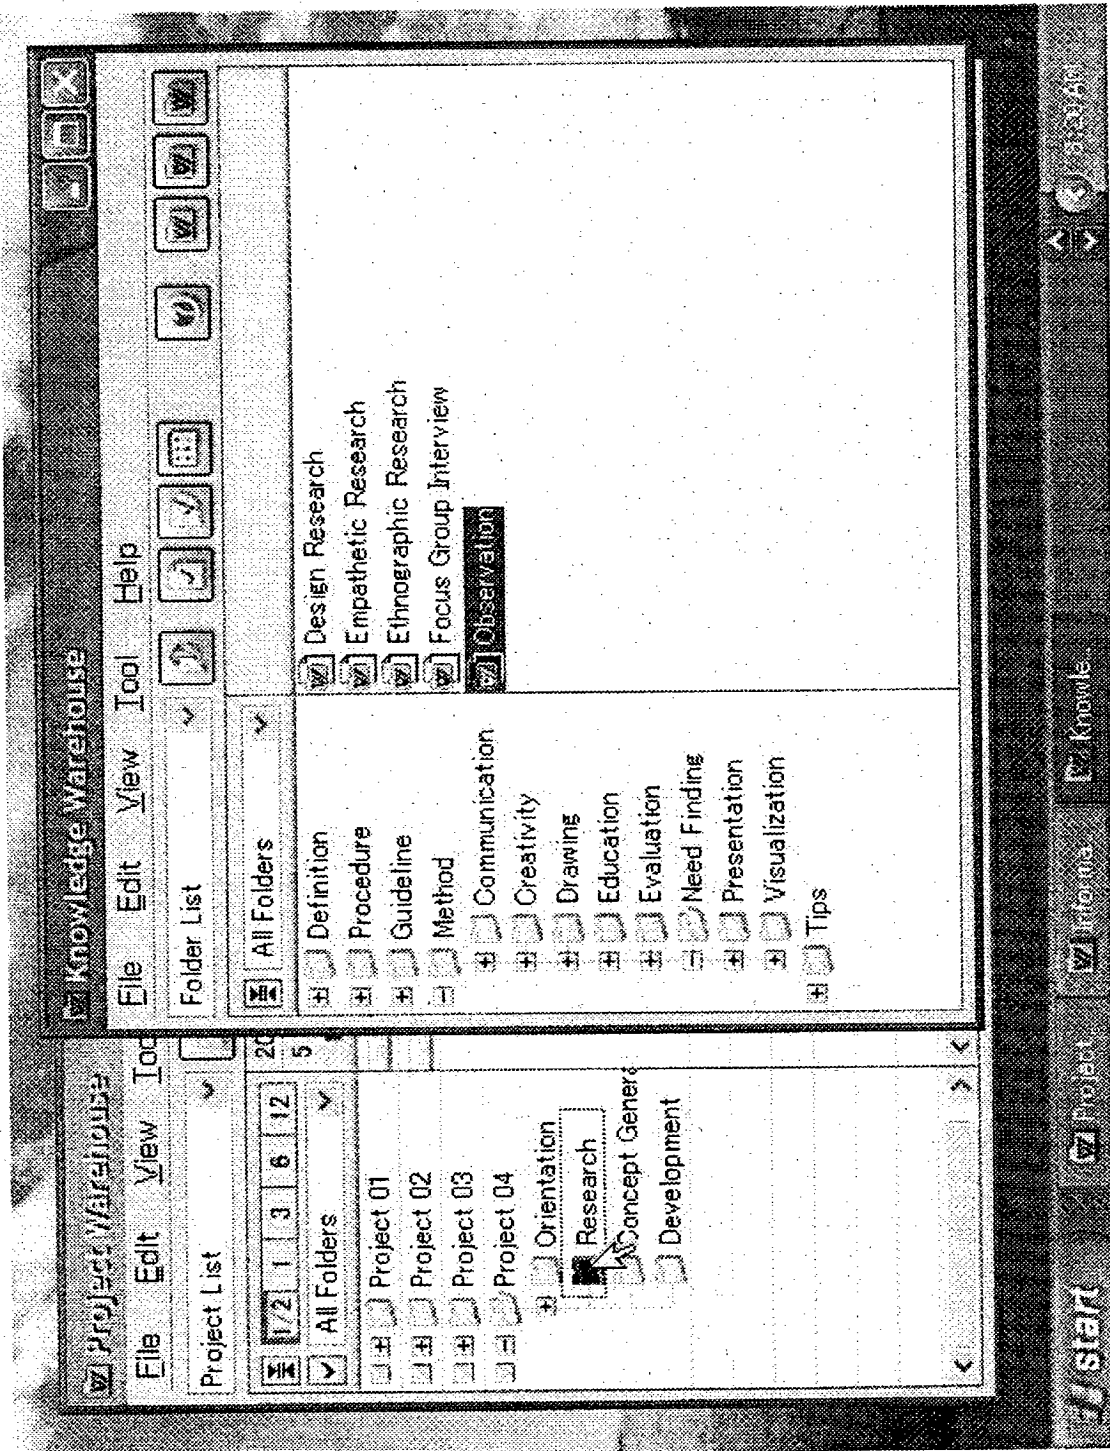 Project Warehouse
File Edit View Too
Project List
1/2 1 3 6 12
All Folders
Project 01
Project 02
Project 03
Project 04
Orientation
Research
Concept Genera
Development
20
5
Knowledge Warehouse
File Edit View Tool Help
Folder List
All Folders
Definition
Procedure
Guideline
Method
Communication
Creativity
Drawing
Education
Evaluation
Need Finding
Presentation
Visualization
Tips
Design Research
Empathetic Research
Ethnographic Research
Focus Group Interview
Observation
start
Project
Knowle...